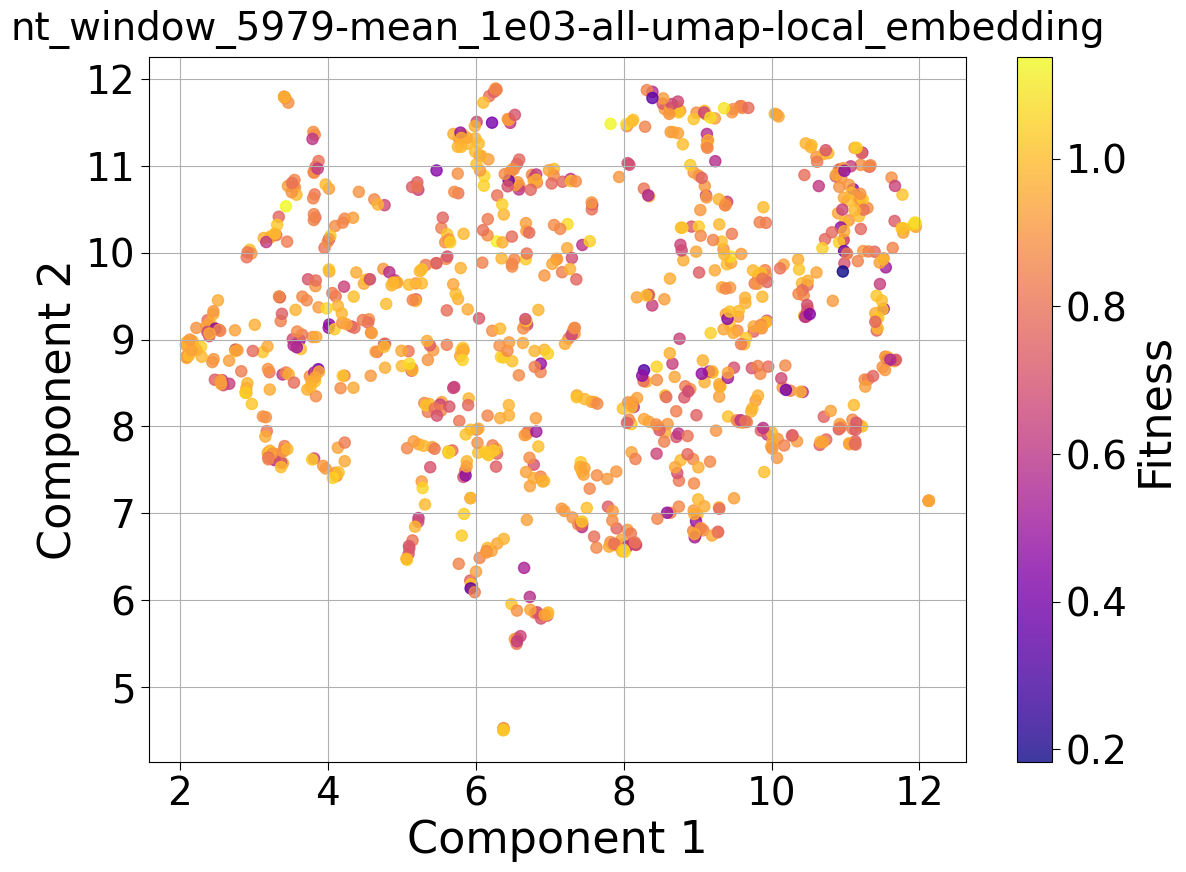 nt_window_5979-mean_1e03-all-umap-local_embedding
12
11
10
9
8
7
6
5
2 4 6 8 10 12
Component 1
Component 2
1.0
0.8
0.6
0.4
0.2
Fitness